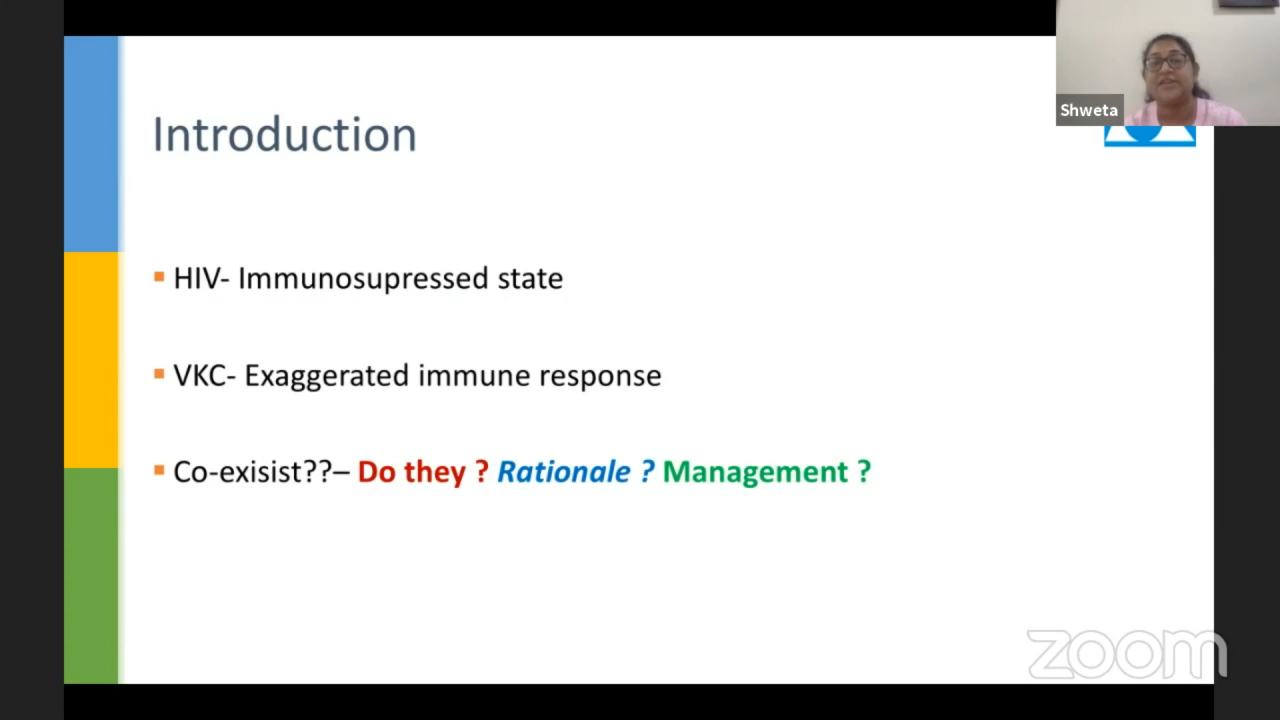 Shweta
Introduction
HIV- Immunosupressed state
VKC- Exaggerated immune response
Co-exisist??– Do they ? Rationale ? Management ?
zoom